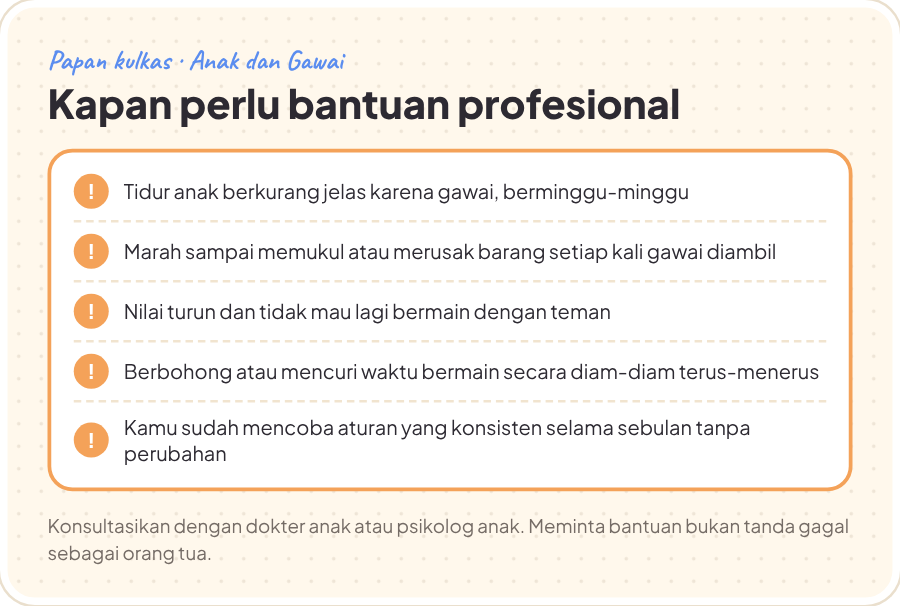 Papan kulkas · Anak dan Gawai
Kapan perlu bantuan profesional
! Tidur anak berkurang jelas karena gawai, berminggu-minggu
! Marah sampai memukul atau merusak barang setiap kali gawai diambil
! Nilai turun dan tidak mau lagi bermain dengan teman
! Berbohong atau mencuri waktu bermain secara diam-diam terus-menerus
! Kamu sudah mencoba aturan yang konsisten selama sebulan tanpa
perubahan
Konsultasikan dengan dokter anak atau psikolog anak. Meminta bantuan bukan tanda gagal
sebagai orang tua.